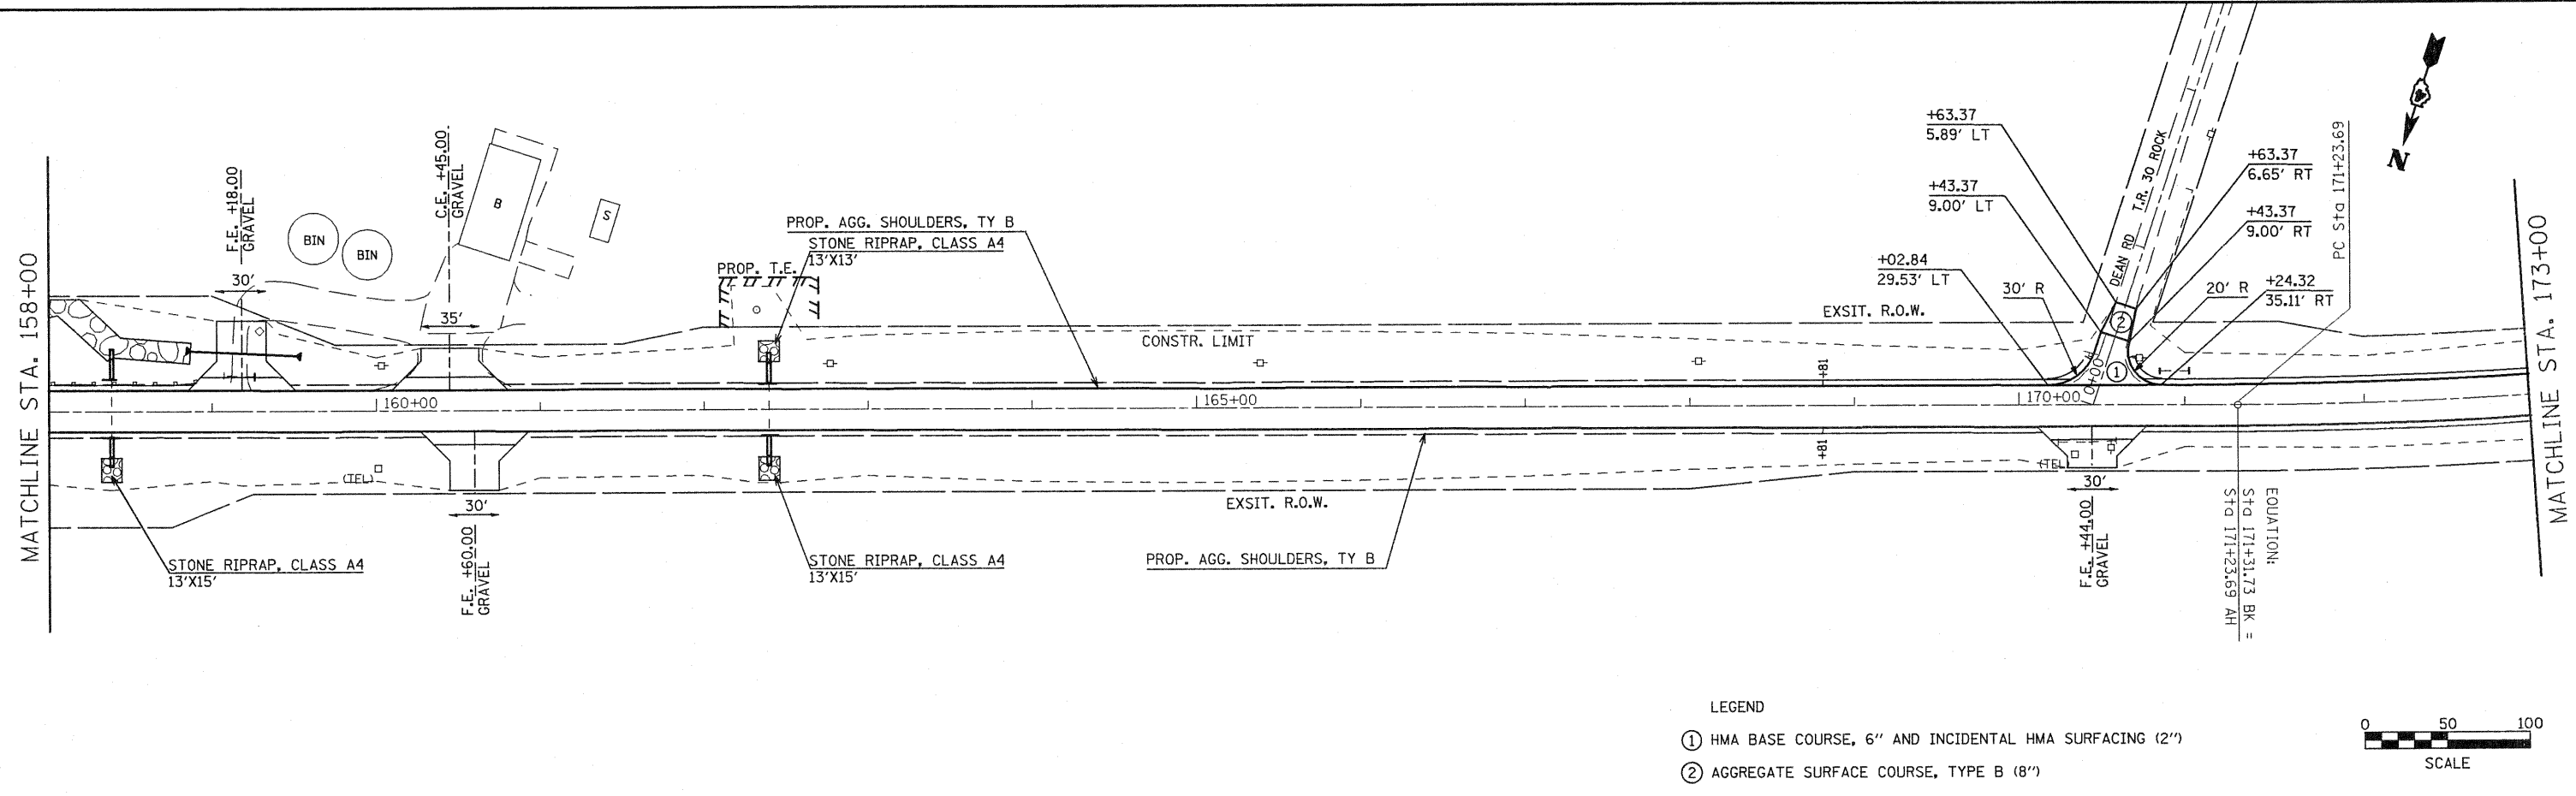 MATCHLINE STA. 158+00
F.E. +18.00
GRAVEL
30'
BIN
BIN
C.E. +45.00
GRAVEL
35'
B
S
PROP. T.E.
PROP. AGG. SHOULDERS, TY B
STONE RIPRAP, CLASS A4
13'X13'
CONSTR. LIMIT
EXSIT. R.O.W.
+63.37
5.89' LT
+43.37
9.00' LT
+02.84
29.53' LT
30' R
DEAN RD T.R. 30 ROCK
+63.37
6.65' RT
+43.37
9.00' RT
20' R
+24.32
35.11' RT
PC Sta 171+23.69
N
MATCHLINE STA. 173+00
2
1
0+00
+81
160+00
165+00
170+00
+81
(TEL)
(TEL
30'
F.E. +60.00
GRAVEL
STONE RIPRAP, CLASS A4
13'X15'
STONE RIPRAP, CLASS A4
13'X15'
EXSIT. R.O.W.
PROP. AGG. SHOULDERS, TY B
30'
F.E. +44.00
GRAVEL
EQUATION:
Sta 171+31.73 BK =
Sta 171+23.69 AH
LEGEND
1 HMA BASE COURSE, 6" AND INCIDENTAL HMA SURFACING (2")
2 AGGREGATE SURFACE COURSE, TYPE B (8")
0 50 100
SCALE